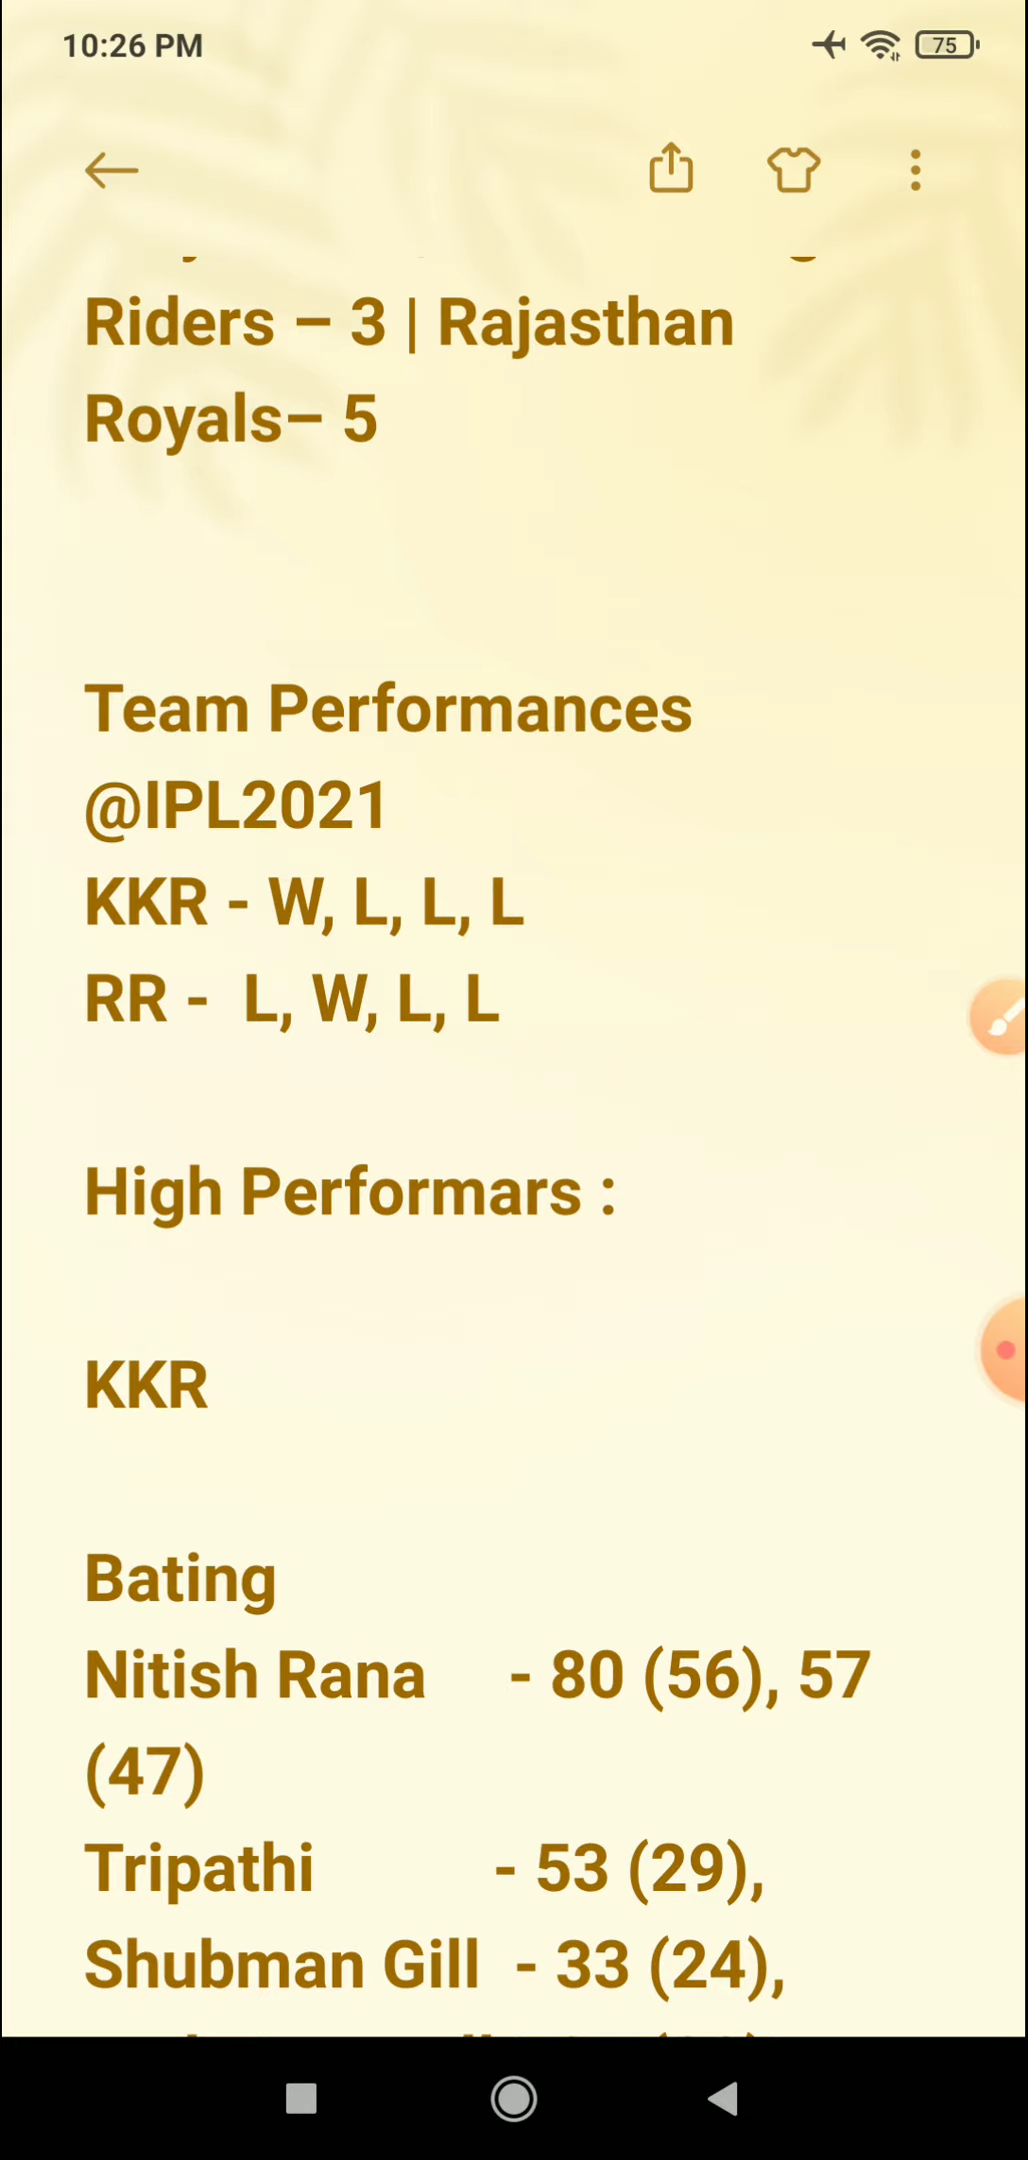 10:26 PM
75
Riders – 3 | Rajasthan
Royals– 5
Team Performances
@IPL2021
KKR - W, L, L, L
RR - L, W, L, L
High Performars :
KKR
Bating
Nitish Rana - 80 (56), 57
(47)
Tripathi - 53 (29),
Shubman Gill - 33 (24),